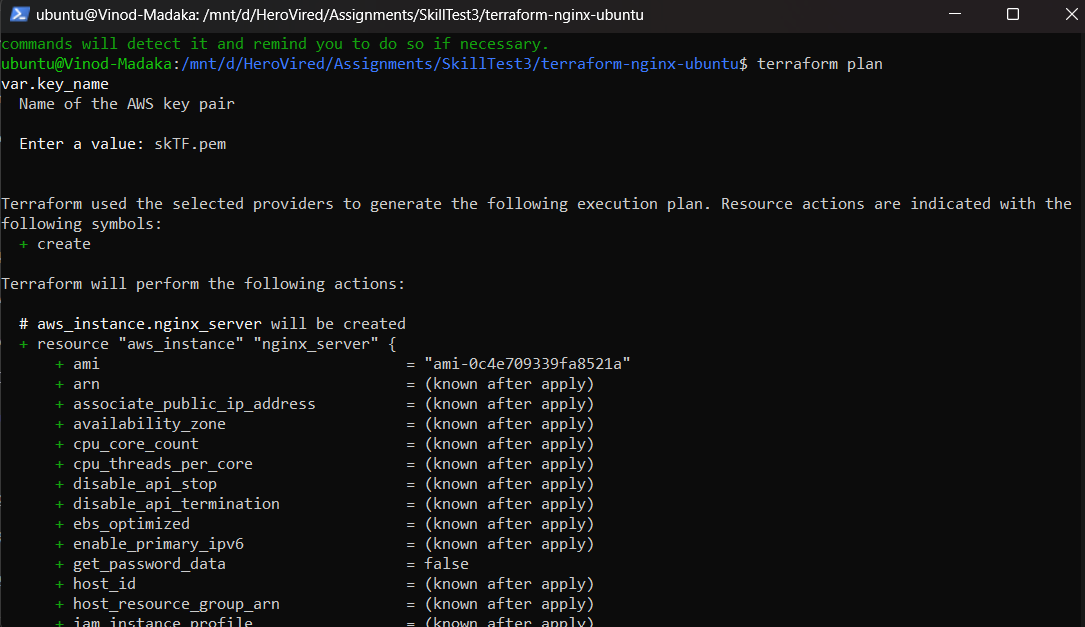 ubuntu@Vinod-Madaka: /mnt/d/HeroVired/Assignments/SkillTest3/terraform-nginx-ubuntu
commands will detect it and remind you to do so if necessary.
ubuntu@Vinod-Madaka:/mnt/d/HeroVired/Assignments/SkillTest3/terraform-nginx-ubuntu$ terraform plan
var.key_name
  Name of the AWS key pair
  Enter a value: skTF.pem
Terraform used the selected providers to generate the following execution plan. Resource actions are indicated with the
following symbols:
  + create
Terraform will perform the following actions:
  # aws_instance.nginx_server will be created
  + resource "aws_instance" "nginx_server" {
      + ami                                  = "ami-0c4e709339fa8521a"
      + arn                                  = (known after apply)
      + associate_public_ip_address          = (known after apply)
      + availability_zone                    = (known after apply)
      + cpu_core_count                       = (known after apply)
      + cpu_threads_per_core                 = (known after apply)
      + disable_api_stop                     = (known after apply)
      + disable_api_termination              = (known after apply)
      + ebs_optimized                        = (known after apply)
      + enable_primary_ipv6                  = (known after apply)
      + get_password_data                    = false
      + host_id                              = (known after apply)
      + host_resource_group_arn              = (known after apply)
      + iam_instance_profile                 = (known after apply)